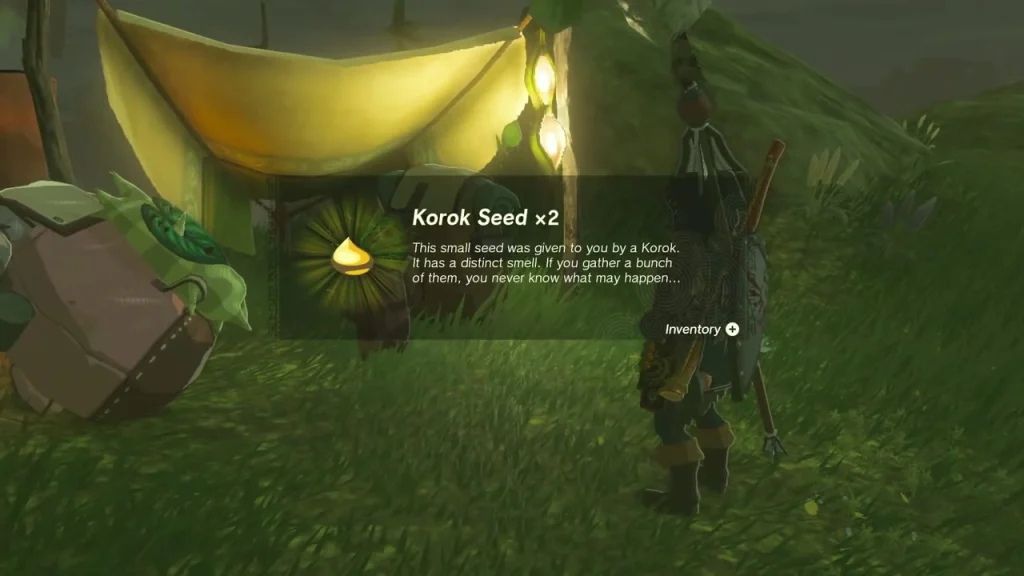 Korok Seed ×2
This small seed was given to you by a Korok.
It has a distinct smell. If you gather a bunch
of them, you never know what may happen...
Inventory